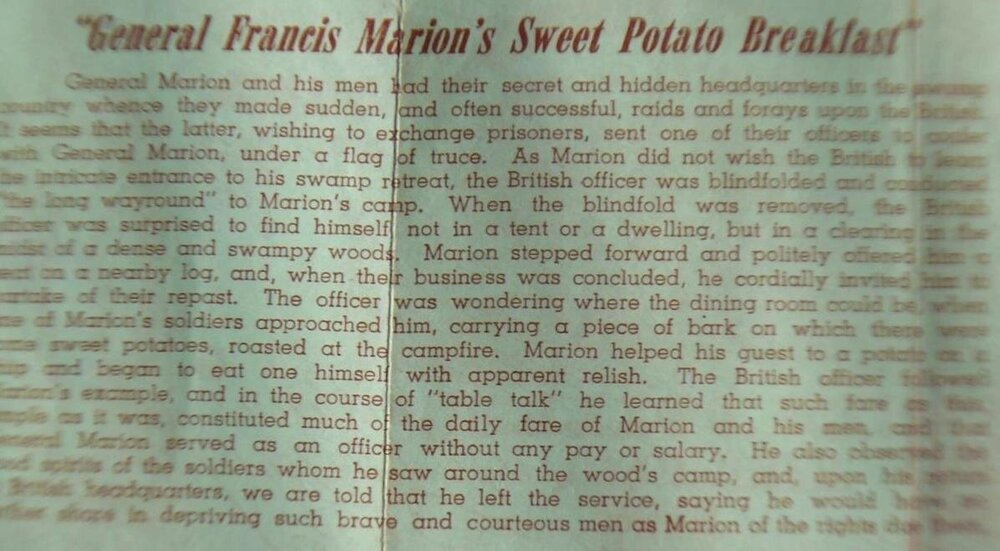 "General Francis Marion's Sweet Potato Breakfast"
General Marion and his men had their secret and hidden headquarters in the swamp
country whence they made sudden, and often successful, raids and forays upon the British.
It seems that the latter, wishing to exchange prisoners, sent one of their officers to
with General Marion, under a flag of truce. As Marion did not wish the British to learn
the intricate entrance to his swamp retreat, the British officer was blindfolded and conducted
"the long wayround" to Marion's camp. When the blindfold was removed, the British
officer was surprised to find himself not in a tent or a dwelling, but in a clearing in the
midst of a dense and swampy woods. Marion stepped forward and politely offered him a
seat on a nearby log, and, when their business was concluded, he cordially invited him to
partake of their repast. The officer was wondering where the dining room could be, when
one of Marion's soldiers approached him, carrying a piece of bark on which there were
some sweet potatoes, roasted at the campfire. Marion helped his guest to a potato on a
and began to eat one himself with apparent relish. The British officer followed
Marion's example, and in the course of "table talk" he learned that such fare as this,
simple as it was, constituted much of the daily fare of Marion and his men, and that
General Marion served as an officer without any pay or salary. He also observed the
good spirits of the soldiers whom he saw around the wood's camp, and, upon his return
to British headquarters, we are told that he left the service, saying he would have no
further share in depriving such brave and courteous men as Marion of the rights due them.